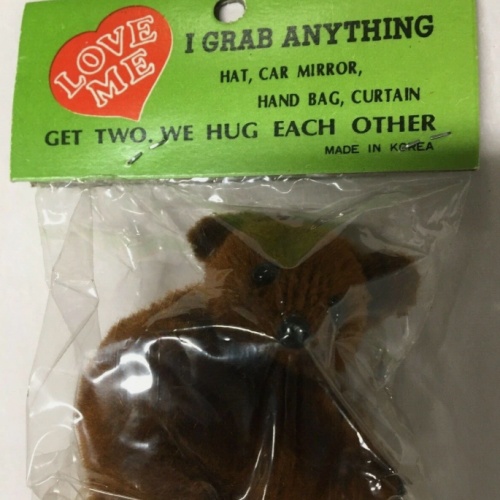 LOVE
ME
I GRAB ANYTHING
HAT, CAR MIRROR,
HAND BAG, CURTAIN
GET TWO, WE HUG EACH OTHER
MADE IN KOREA